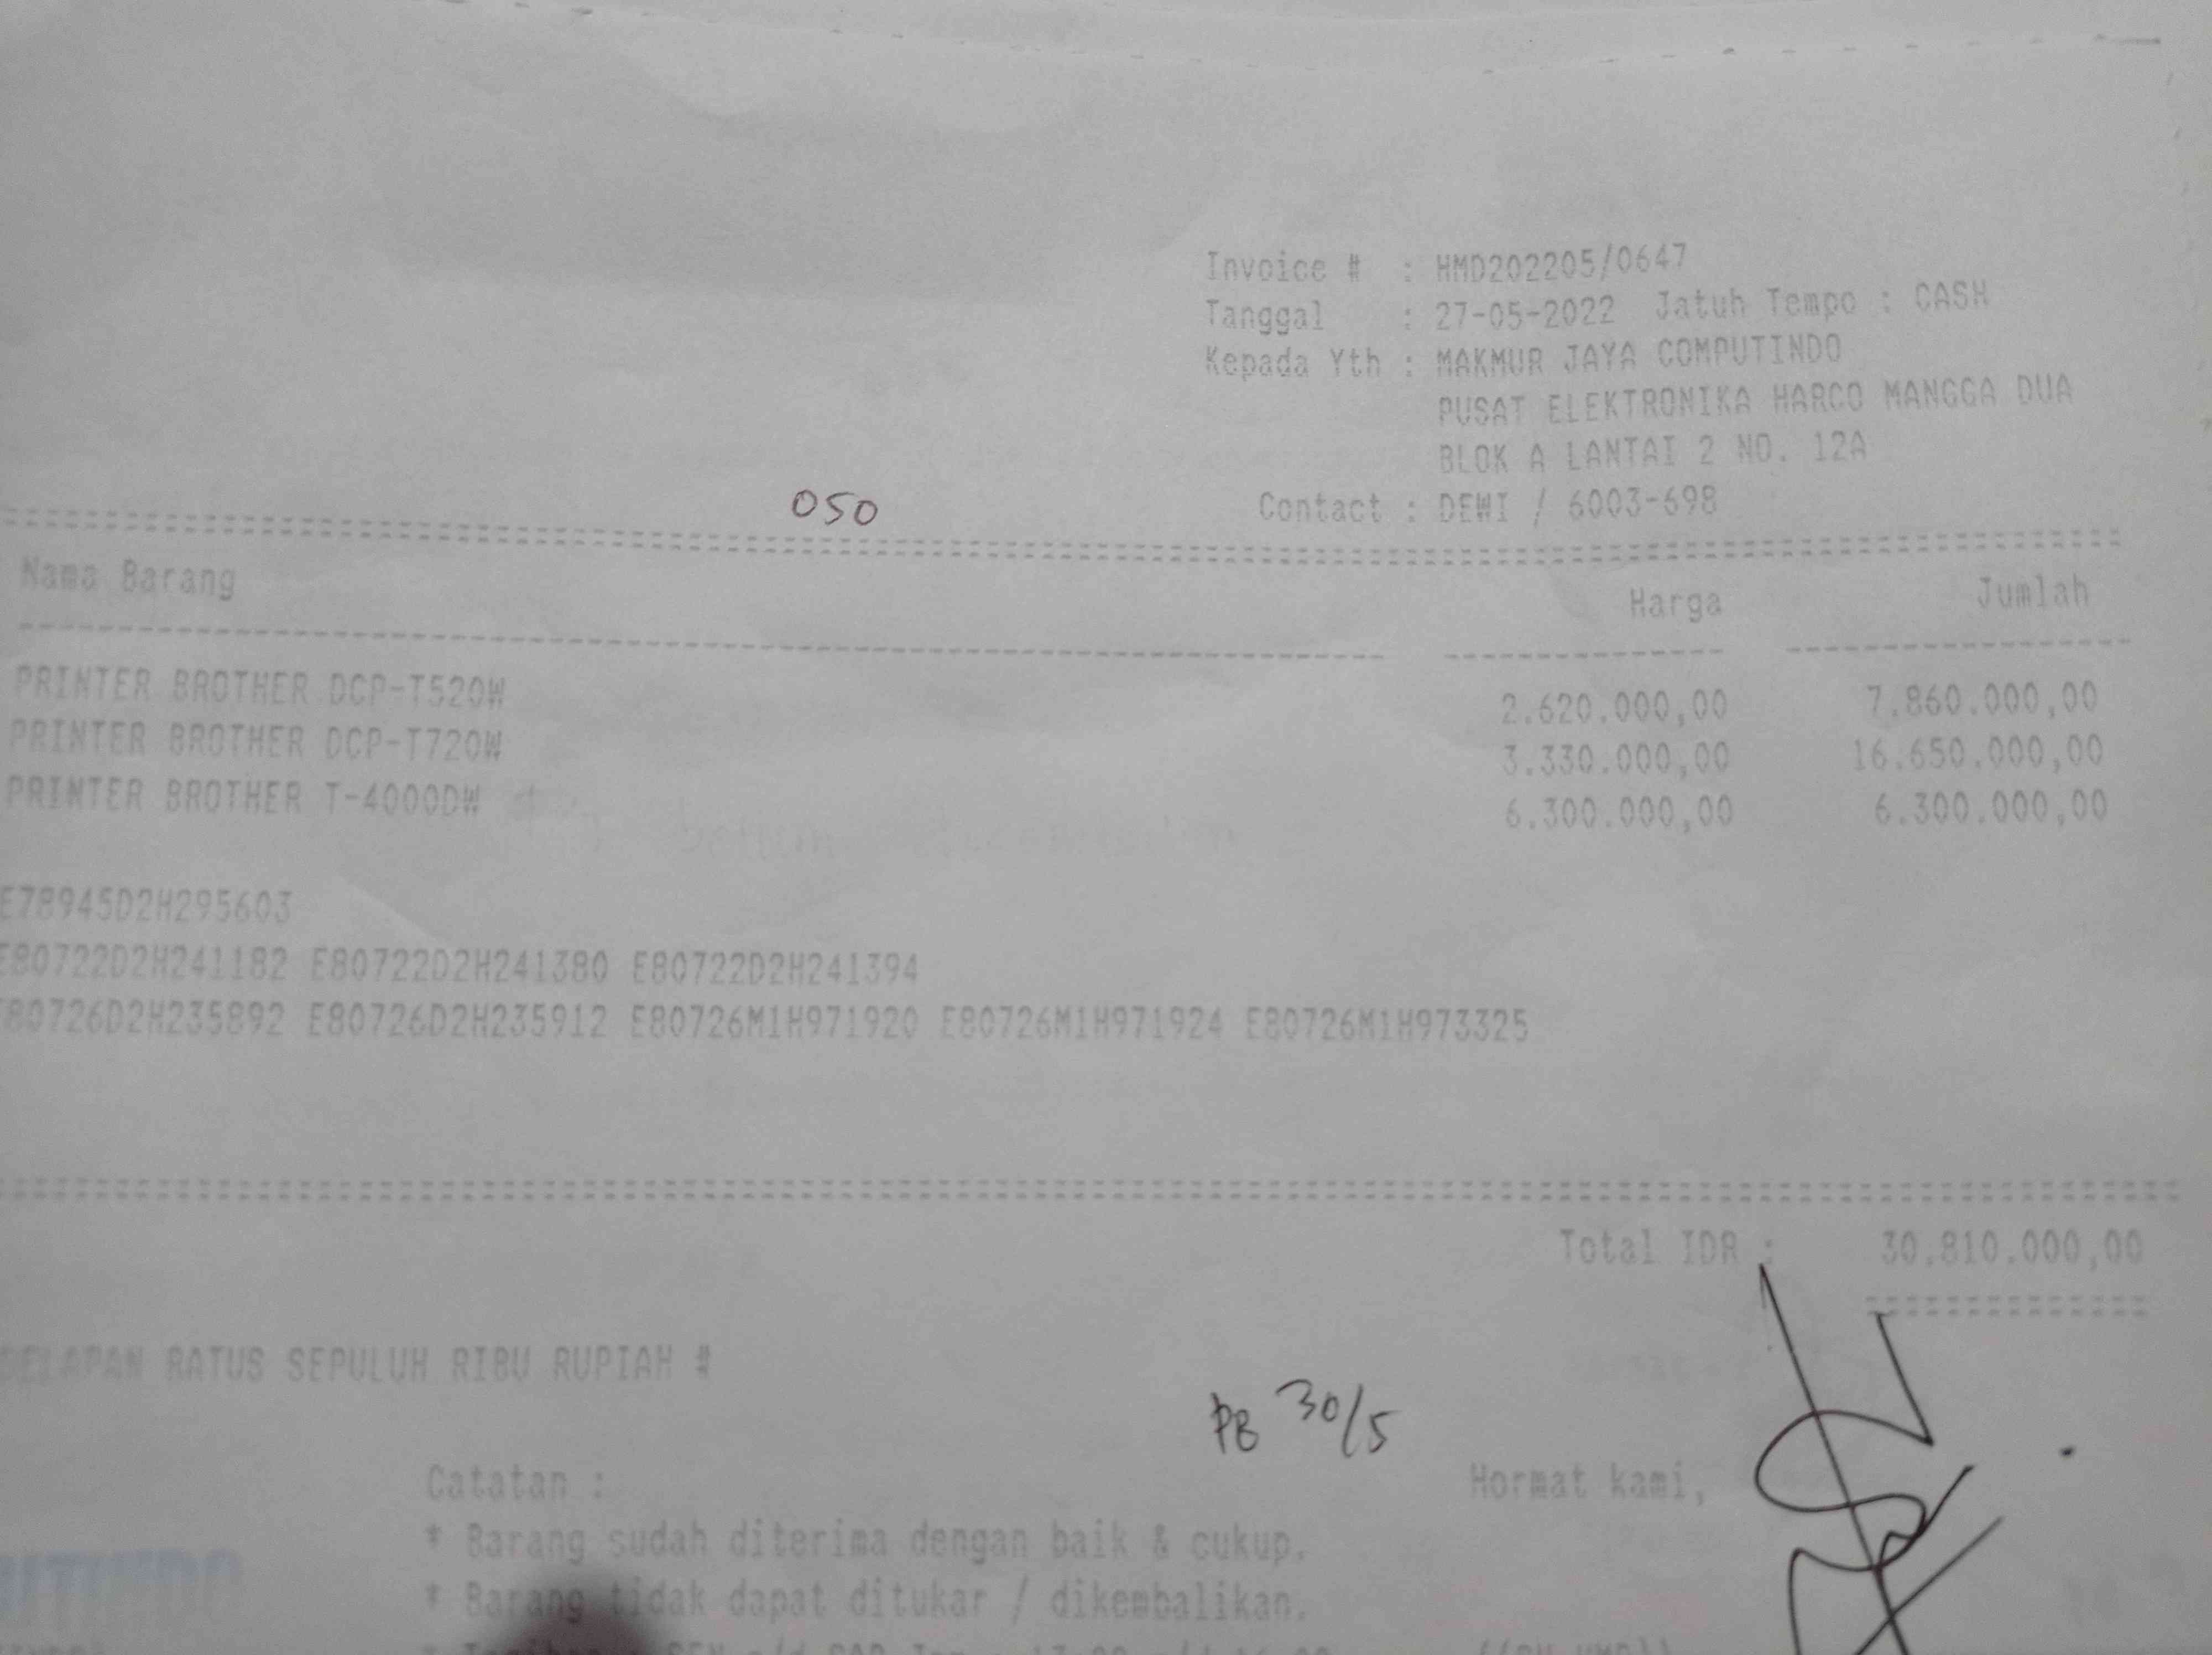 Invoice # : HMD202205/0647
Tanggal : 27-05-2022 Jatuh Tempo : CASH
Kepada Yth : MAKMUR JAYA COMPUTINDO
PUSAT ELEKTRONIKA HARCO MANGGA DUA
BLOK A LANTAI 2 NO. 12A
050
Contact : DEWI / 6003-698
Nama Barang Harga Jumlah
PRINTER BROTHER DCP-T520W 2.620.000,00 7.860.000,00
PRINTER BROTHER DCP-T720W 3.330.000,00 16.650.000,00
PRINTER BROTHER T-4000DW 6.300.000,00 6.300.000,00
E78945D2H295603
E80722D2H241182 E80722D2H241380 E80722D2H241394
E80726D2H235892 E80726D2H235912 E80726M1H971920 E80726M1H971924 E80726M1H973325
Total IDR : 30.810.000,00
DELAPAN RATUS SEPULUH RIBU RUPIAH #
PB 30/5
Catatan : Hormat kami,
* Barang sudah diterima dengan baik & cukup.
* Barang tidak dapat ditukar / dikembalikan.